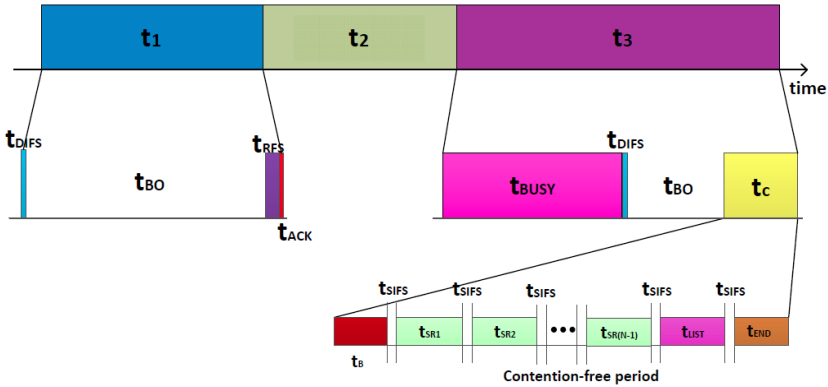 t1 t2 t3
time
tDIFS tBO tRFS tACK
tBUSY tDIFS tBO tc
tSIFS tSIFS tSIFS tSIFS tSIFS
tSR1 tSR2 ••• tSR(N-1) tLIST tEND
tB
Contention-free period